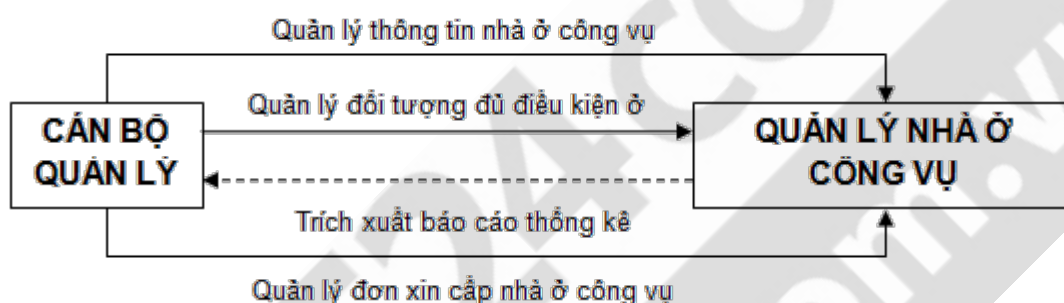 Quản lý thông tin nhà ở công vụ
Quản lý đối tượng đủ điều kiện ở
CÁN BỘ
QUẢN LÝ
QUẢN LÝ NHÀ Ở
CÔNG VỤ
Trích xuất báo cáo thống kê
Quản lý đơn xin cấp nhà ở công vụ